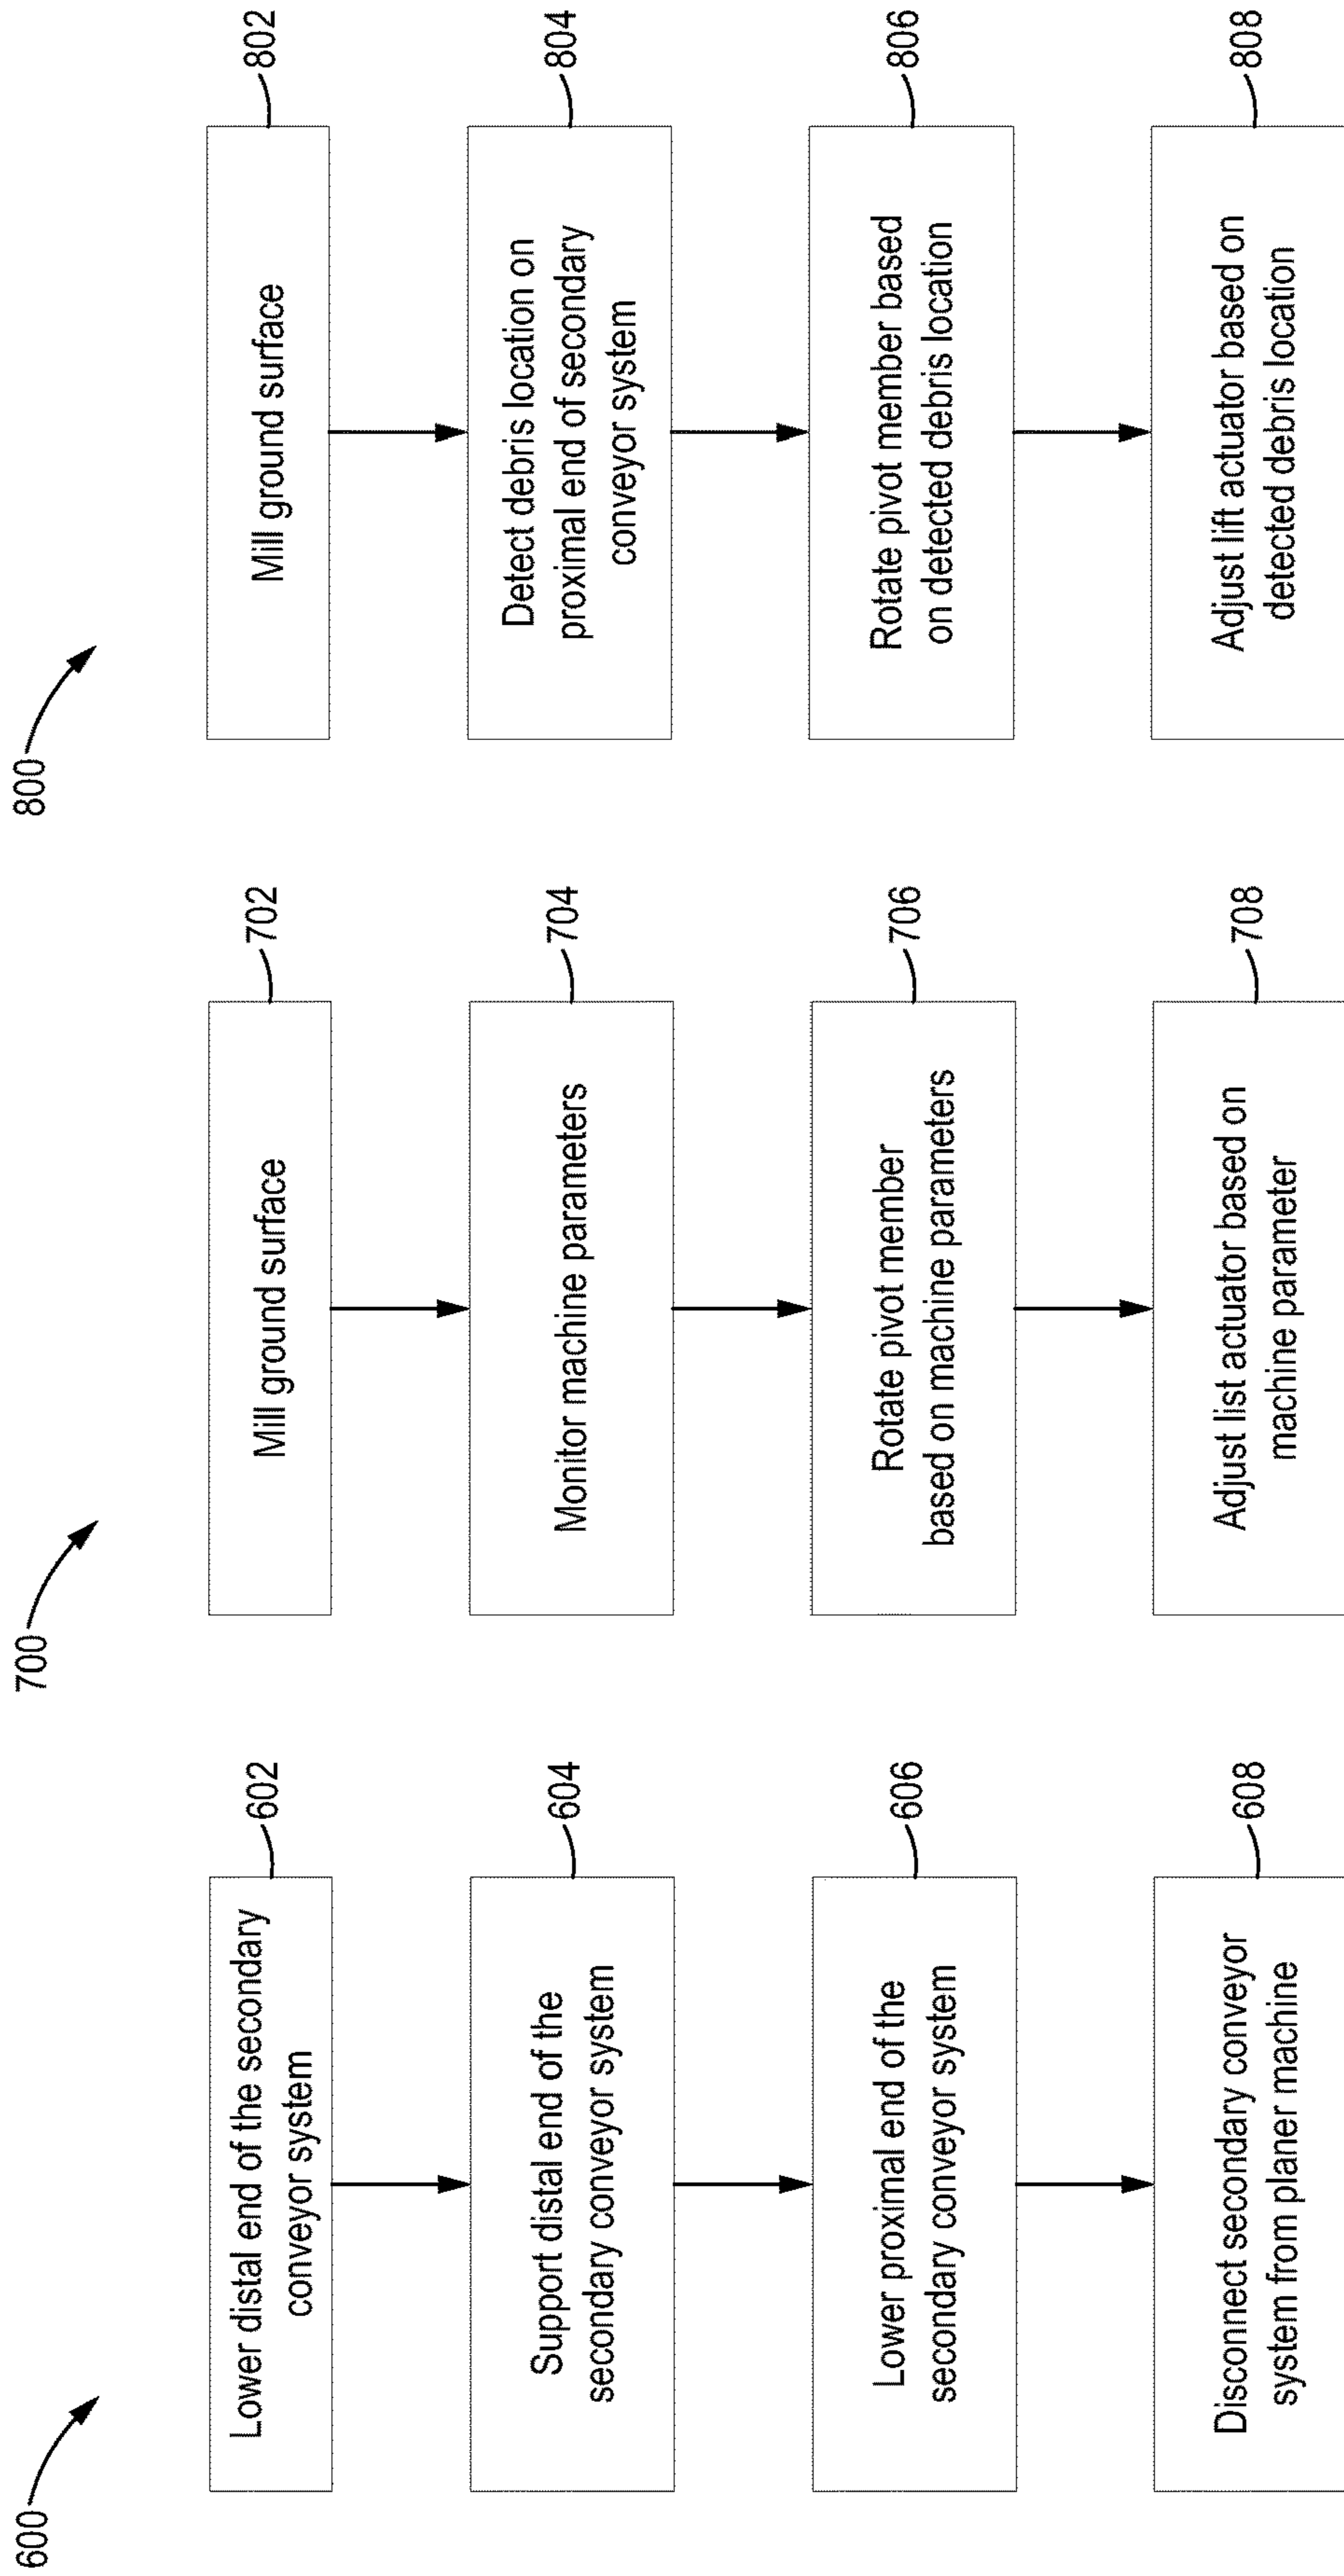 600
Lower distal end of the secondary
conveyor system
602
Support distal end of the
secondary conveyor system
604
Lower proximal end of the
secondary conveyor system
606
Disconnect secondary conveyor
system from planer machine
608
700
Mill ground surface
702
Monitor machine parameters
704
Rotate pivot member
based on machine parameters
706
Adjust list actuator based on
machine parameter
708
800
Mill ground surface
802
Detect debris location on
proximal end of secondary
conveyor system
804
Rotate pivot member based
on detected debris location
806
Adjust lift actuator based on
detected debris location
808